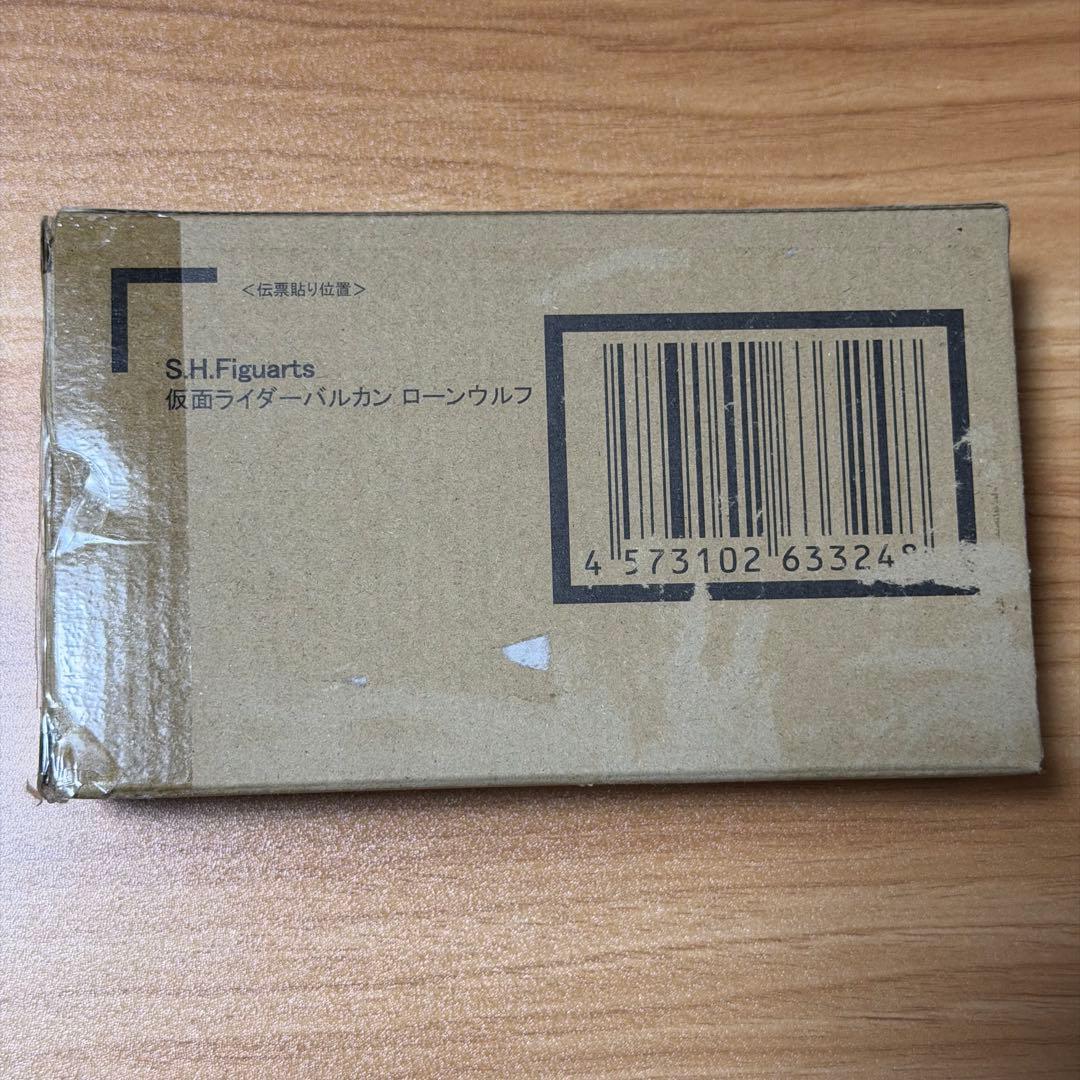 <伝票貼り位置>
S.H.Figuarts
仮面ライダーバルカン ローンウルフ
4 573102 633248